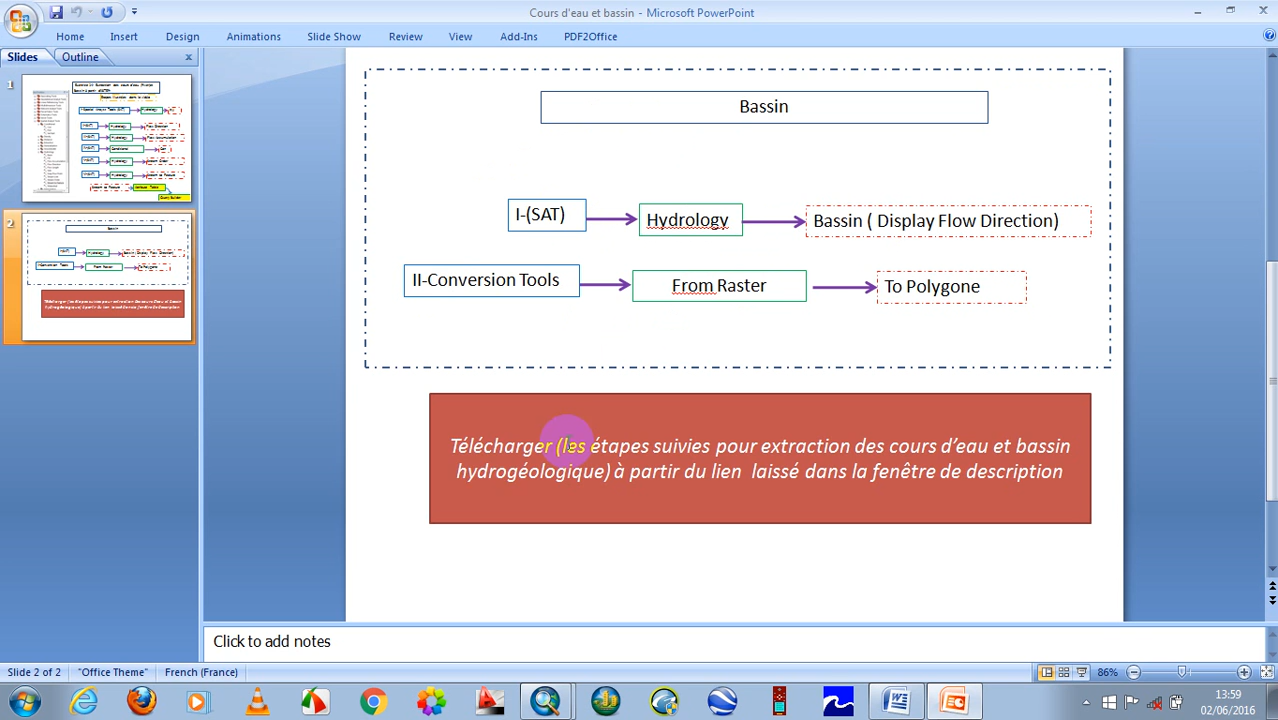 Cours d'eau et bassin - Microsoft PowerPoint
Home Insert Design Animations Slide Show Review View Add-Ins PDF2Office
Slides Outline
1
2
Bassin
I-(SAT) Hydrology Bassin ( Display Flow Direction)
II-Conversion Tools From Raster To Polygone
Télécharger (les étapes suivies pour extraction des cours d'eau et bassin
hydrogéologique) à partir du lien laissé dans la fenêtre de description
Click to add notes
Slide 2 of 2 "Office Theme" French (France) 86%
13:59
02/06/2016